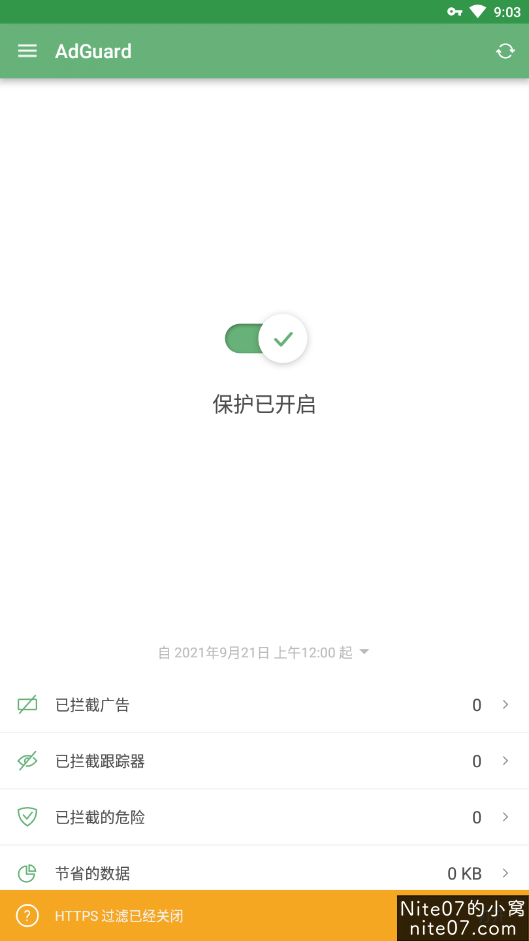 9:03
AdGuard
保护已开启
自 2021年9月21日 上午12:00 起
已拦截广告 0
已拦截跟踪器 0
已拦截的危险 0
节省的数据 0 KB
HTTPS 过滤已经关闭
Nite07的小窝
nite07.com